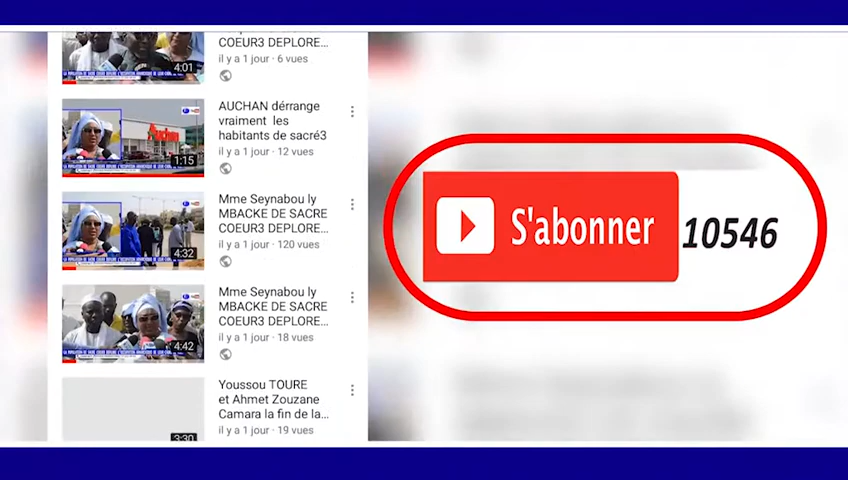 COEUR3 DEPLORE...
il y a 1 jour · 6 vues
4:01
AUCHAN dérrange
vraiment les
habitants de sacré3
il y a 1 jour · 12 vues
Auchan
1:15
Mme Seynabou ly
MBACKE DE SACRE
COEUR3 DEPLORE...
il y a 1 jour · 120 vues
4:32
Mme Seynabou ly
MBACKE DE SACRE
COEUR3 DEPLORE...
il y a 1 jour · 18 vues
4:42
Youssou TOURE
et Ahmet Zouzane
Camara la fin de la...
il y a 1 jour · 19 vues
3:30
S'abonner
10546